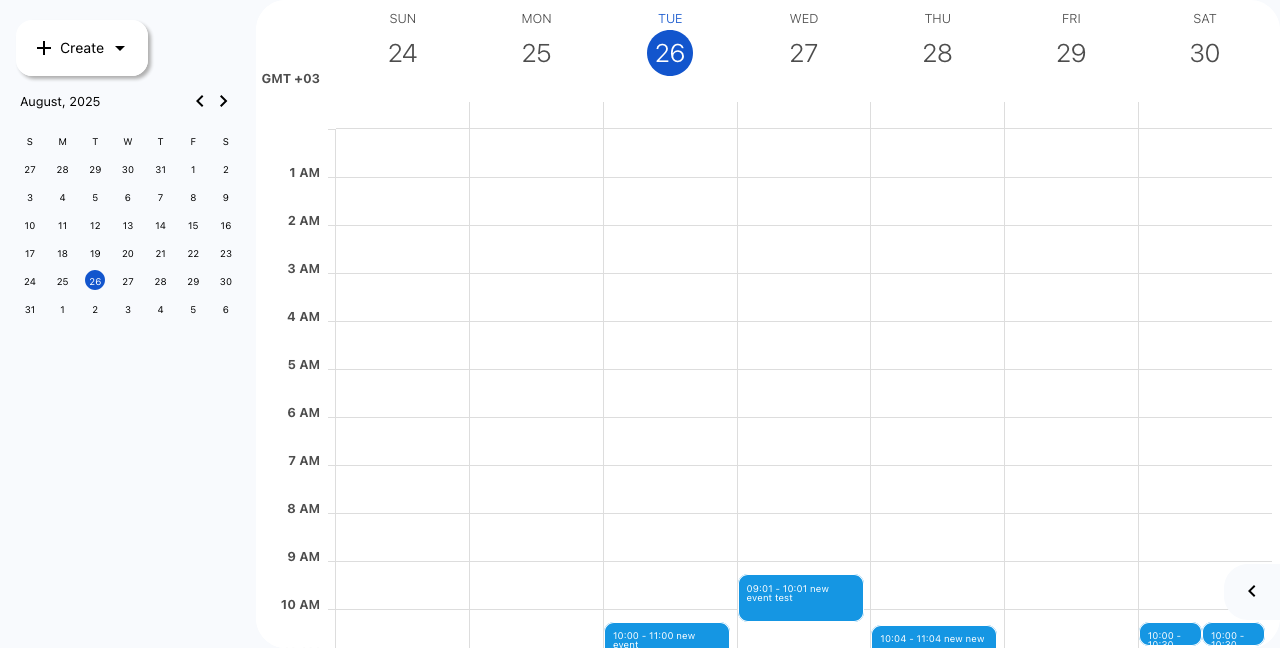 Create
August, 2025
S M T W T F S
27 28 29 30 31 1 2
3 4 5 6 7 8 9
10 11 12 13 14 15 16
17 18 19 20 21 22 23
24 25 26 27 28 29 30
31 1 2 3 4 5 6
SUN MON TUE WED THU FRI SAT
24 25 26 27 28 29 30
GMT +03
1 AM
2 AM
3 AM
4 AM
5 AM
6 AM
7 AM
8 AM
9 AM
09:01 - 10:01 new
event test
10 AM
10:00 - 11:00 new
event
10:04 - 11:04 new new
10:00 -
10:30
10:00 -
10:30